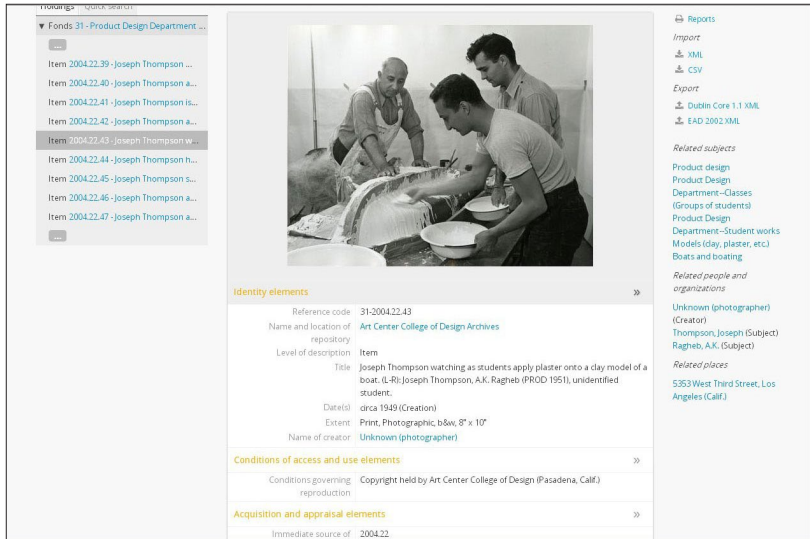 Holdings Quick search
▼ Fonds 31 - Product Design Department ...
...
Item 2004.22.39 - Joseph Thompson ...
Item 2004.22.40 - Joseph Thompson a...
Item 2004.22.41 - Joseph Thompson is...
Item 2004.22.42 - Joseph Thompson a...
Item 2004.22.43 - Joseph Thompson w...
Item 2004.22.44 - Joseph Thompson h...
Item 2004.22.45 - Joseph Thompson s...
Item 2004.22.46 - Joseph Thompson a...
Item 2004.22.47 - Joseph Thompson a...
...
Identity elements »
Reference code 31-2004.22.43
Name and location of Art Center College of Design Archives
repository
Level of description Item
Title Joseph Thompson watching as students apply plaster onto a clay model of a
boat. (L-R): Joseph Thompson, A.K. Ragheb (PROD 1951), unidentified
student.
Date(s) circa 1949 (Creation)
Extent Print, Photographic, b&w, 8" x 10"
Name of creator Unknown (photographer)
Conditions of access and use elements »
Conditions governing Copyright held by Art Center College of Design (Pasadena, Calif.)
reproduction
Acquisition and appraisal elements »
Immediate source of 2004.22
Reports
Import
XML
CSV
Export
Dublin Core 1.1 XML
EAD 2002 XML
Related subjects
Product design
Product Design
Department--Classes
(Groups of students)
Product Design
Department--Student works
Models (clay, plaster, etc.)
Boats and boating
Related people and
organizations
Unknown (photographer)
(Creator)
Thompson, Joseph (Subject)
Ragheb, A.K. (Subject)
Related places
5353 West Third Street, Los
Angeles (Calif.)